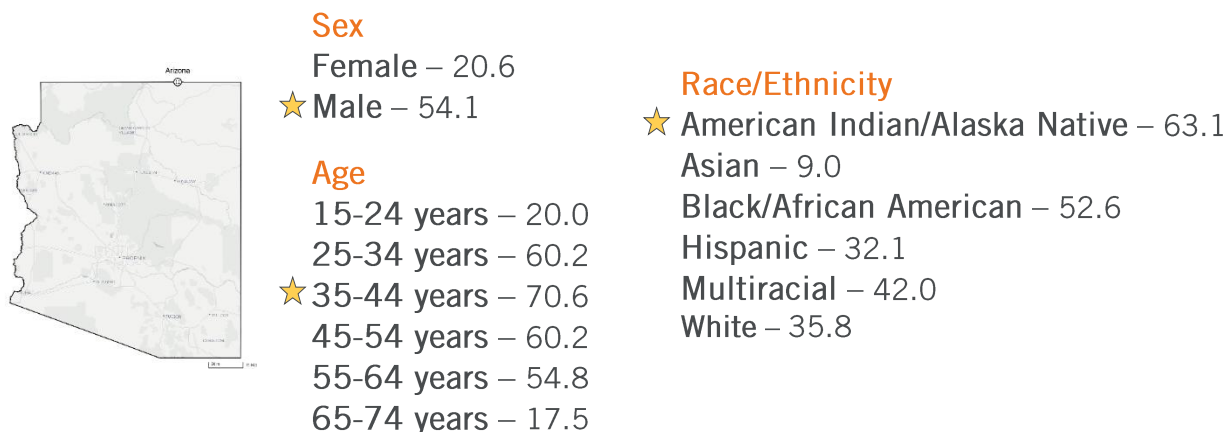 Arizona
PHOENIX
Sex
Female – 20.6
Male – 54.1
Age
15-24 years – 20.0
25-34 years – 60.2
35-44 years – 70.6
45-54 years – 60.2
55-64 years – 54.8
65-74 years – 17.5
Race/Ethnicity
American Indian/Alaska Native – 63.1
Asian – 9.0
Black/African American – 52.6
Hispanic – 32.1
Multiracial – 42.0
White – 35.8